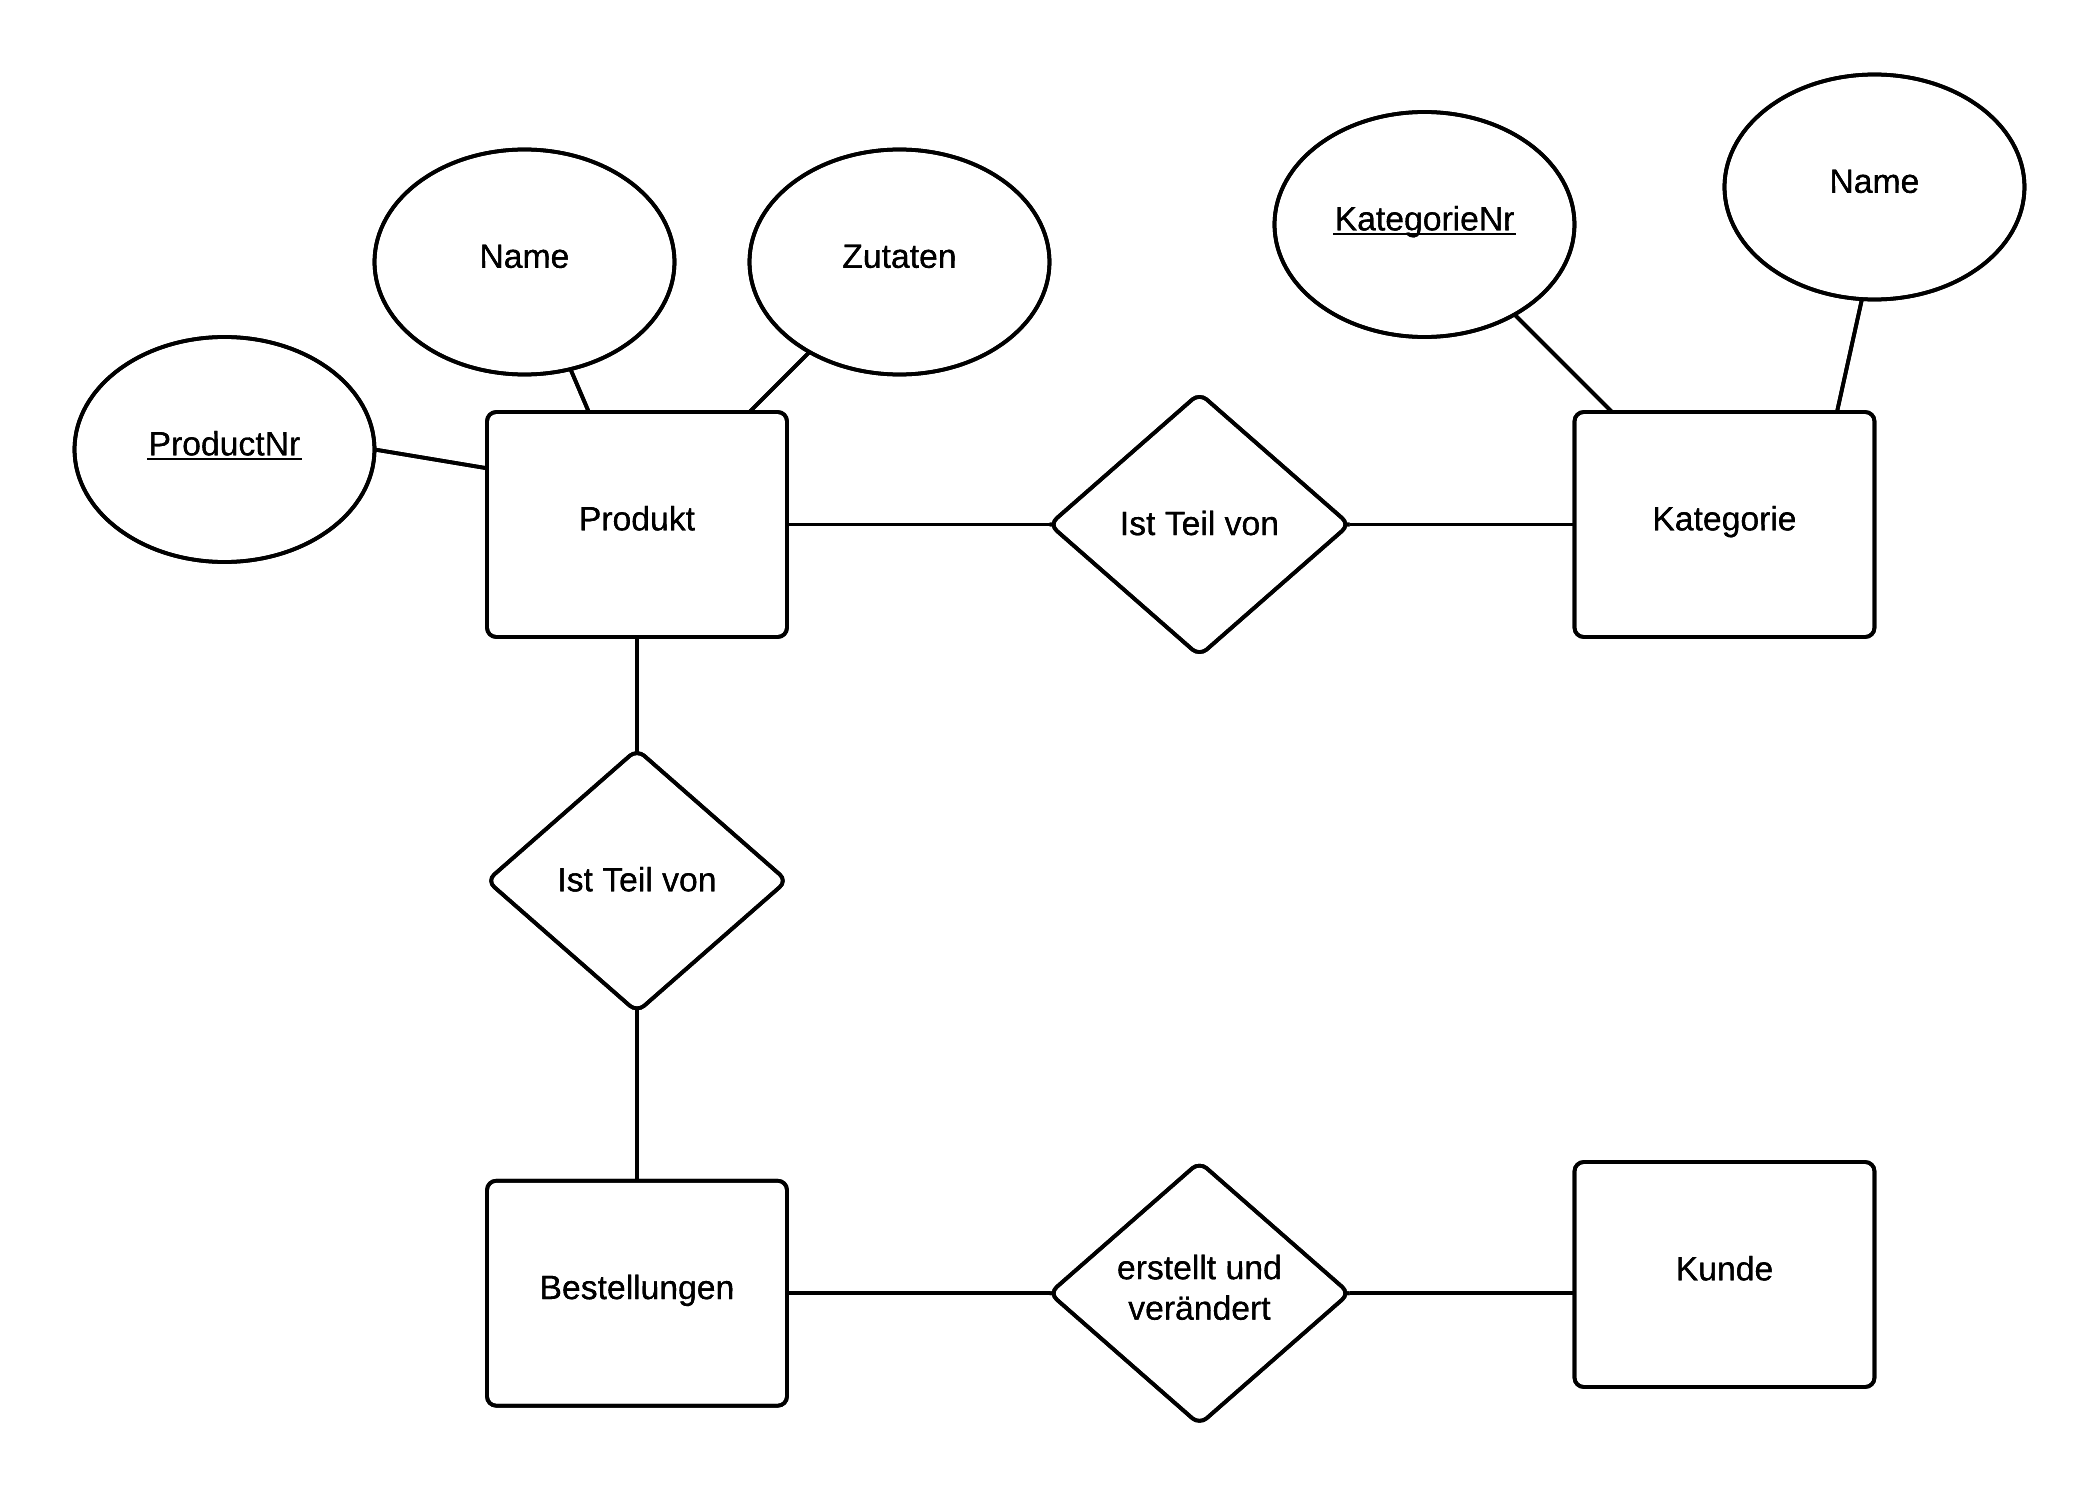 Name
KategorieNr
Name
Zutaten
ProductNr
Produkt
Ist Teil von
Kategorie
Ist Teil von
Bestellungen
erstellt und
verändert
Kunde